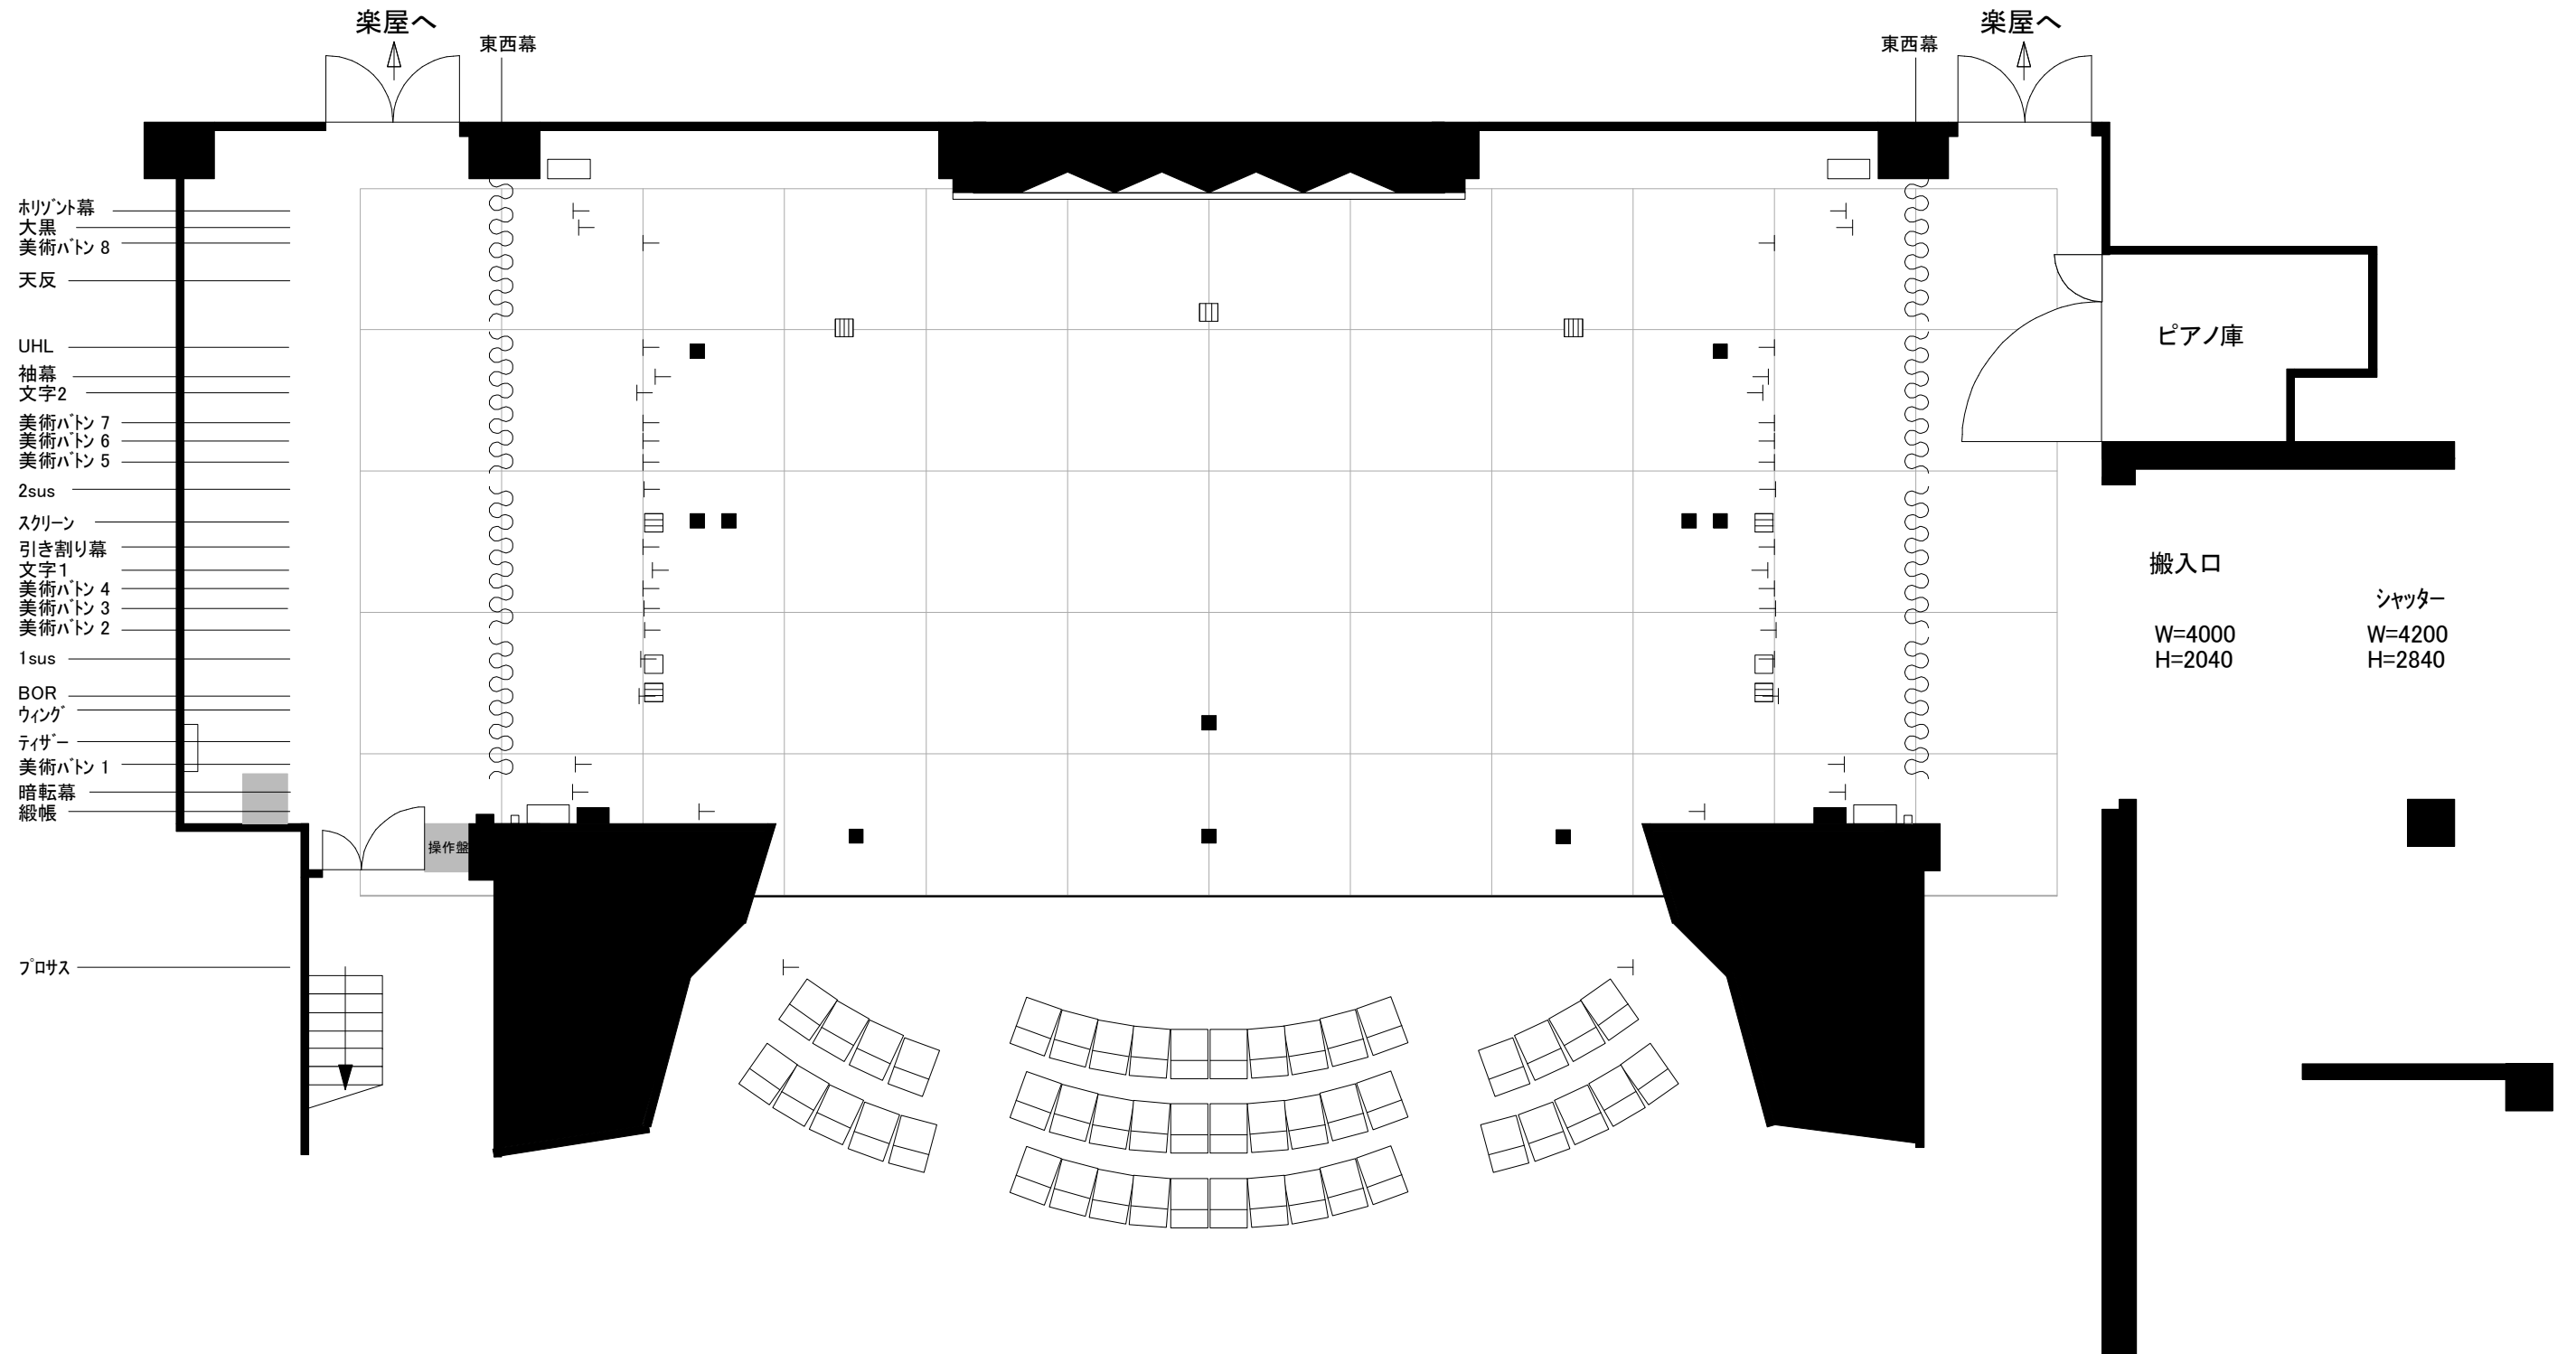 楽屋へ
楽屋へ
東西幕
東西幕
ﾎﾘｿﾞﾝﾄ幕
大黒
美術ﾊﾞﾄﾝ 8
天反
UHL
袖幕
文字2
美術ﾊﾞﾄﾝ 7
美術ﾊﾞﾄﾝ 6
美術ﾊﾞﾄﾝ 5
2sus
ｽｸﾘｰﾝ
引き割り幕
文字1
美術ﾊﾞﾄﾝ 4
美術ﾊﾞﾄﾝ 3
美術ﾊﾞﾄﾝ 2
1sus
BOR
ｳｨﾝｸﾞ
ﾃｨｻﾞｰ
美術ﾊﾞﾄﾝ 1
暗転幕
緞帳
操作盤
ﾌﾟﾛｻｽ
ピアノ庫
搬入口
W=4000
H=2040
ｼｬｯﾀｰ
W=4200
H=2840